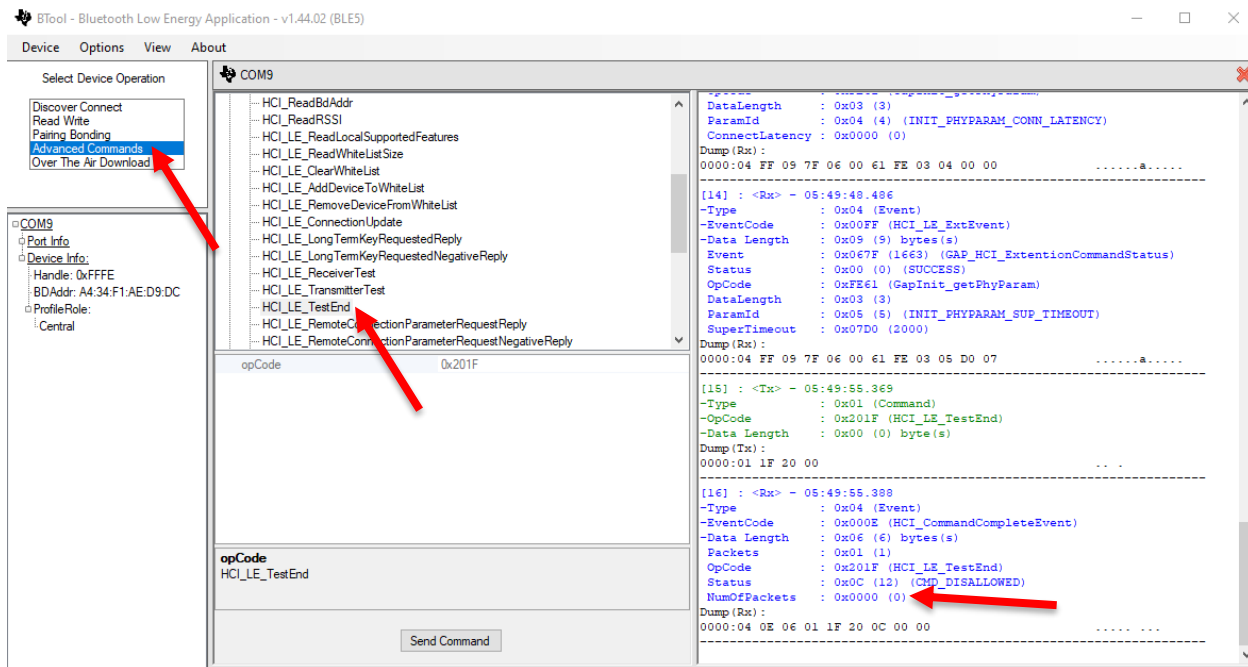 BTool - Bluetooth Low Energy Application - v1.44.02 (BLE5)
Device Options View About
Select Device Operation
Discover Connect
Read Write
Pairing Bonding
Advanced Commands
Over The Air Download
COM9
Port Info
Device Info:
Handle: 0xFFFE
BDAddr: A4:34:F1:AE:D9:DC
ProfileRole:
Central
COM9
HCI_ReadBdAddr
HCI_ReadRSSI
HCI_LE_ReadLocalSupportedFeatures
HCI_LE_ReadWhiteListSize
HCI_LE_ClearWhiteList
HCI_LE_AddDeviceToWhiteList
HCI_LE_RemoveDeviceFromWhiteList
HCI_LE_ConnectionUpdate
HCI_LE_LongTermKeyRequestedReply
HCI_LE_LongTermKeyRequestedNegativeReply
HCI_LE_ReceiverTest
HCI_LE_TransmitterTest
HCI_LE_TestEnd
HCI_LE_RemoteConnectionParameterRequestReply
HCI_LE_RemoteConnectionParameterRequestNegativeReply
opCode 0x201F
opCode
HCI_LE_TestEnd
Send Command
DataLength : 0x03 (3)
ParamId : 0x04 (4) (INIT_PHYPARAM_CONN_LATENCY)
ConnectLatency : 0x0000 (0)
Dump(Rx):
0000:04 FF 09 7F 06 00 61 FE 03 04 00 00 ......a.....
[14] : <Rx> - 05:49:48.486
-Type : 0x04 (Event)
-EventCode : 0x00FF (HCI_LE_ExtEvent)
-Data Length : 0x09 (9) bytes(s)
Event : 0x067F (1663) (GAP_HCI_ExtentionCommandStatus)
Status : 0x00 (0) (SUCCESS)
OpCode : 0xFE61 (GapInit_getPhyParam)
DataLength : 0x03 (3)
ParamId : 0x05 (5) (INIT_PHYPARAM_SUP_TIMEOUT)
SuperTimeout : 0x07D0 (2000)
Dump(Rx):
0000:04 FF 09 7F 06 00 61 FE 03 05 D0 07 ......a.....
[15] : <Tx> - 05:49:55.369
-Type : 0x01 (Command)
-OpCode : 0x201F (HCI_LE_TestEnd)
-Data Length : 0x00 (0) byte(s)
Dump(Tx):
0000:01 1F 20 00 .. .
[16] : <Rx> - 05:49:55.388
-Type : 0x04 (Event)
-EventCode : 0x000E (HCI_CommandCompleteEvent)
-Data Length : 0x06 (6) bytes(s)
Packets : 0x01 (1)
OpCode : 0x201F (HCI_LE_TestEnd)
Status : 0x0C (12) (CMD_DISALLOWED)
NumOfPackets : 0x0000 (0)
Dump(Rx):
0000:04 0E 06 01 1F 20 0C 00 00 ..... ...